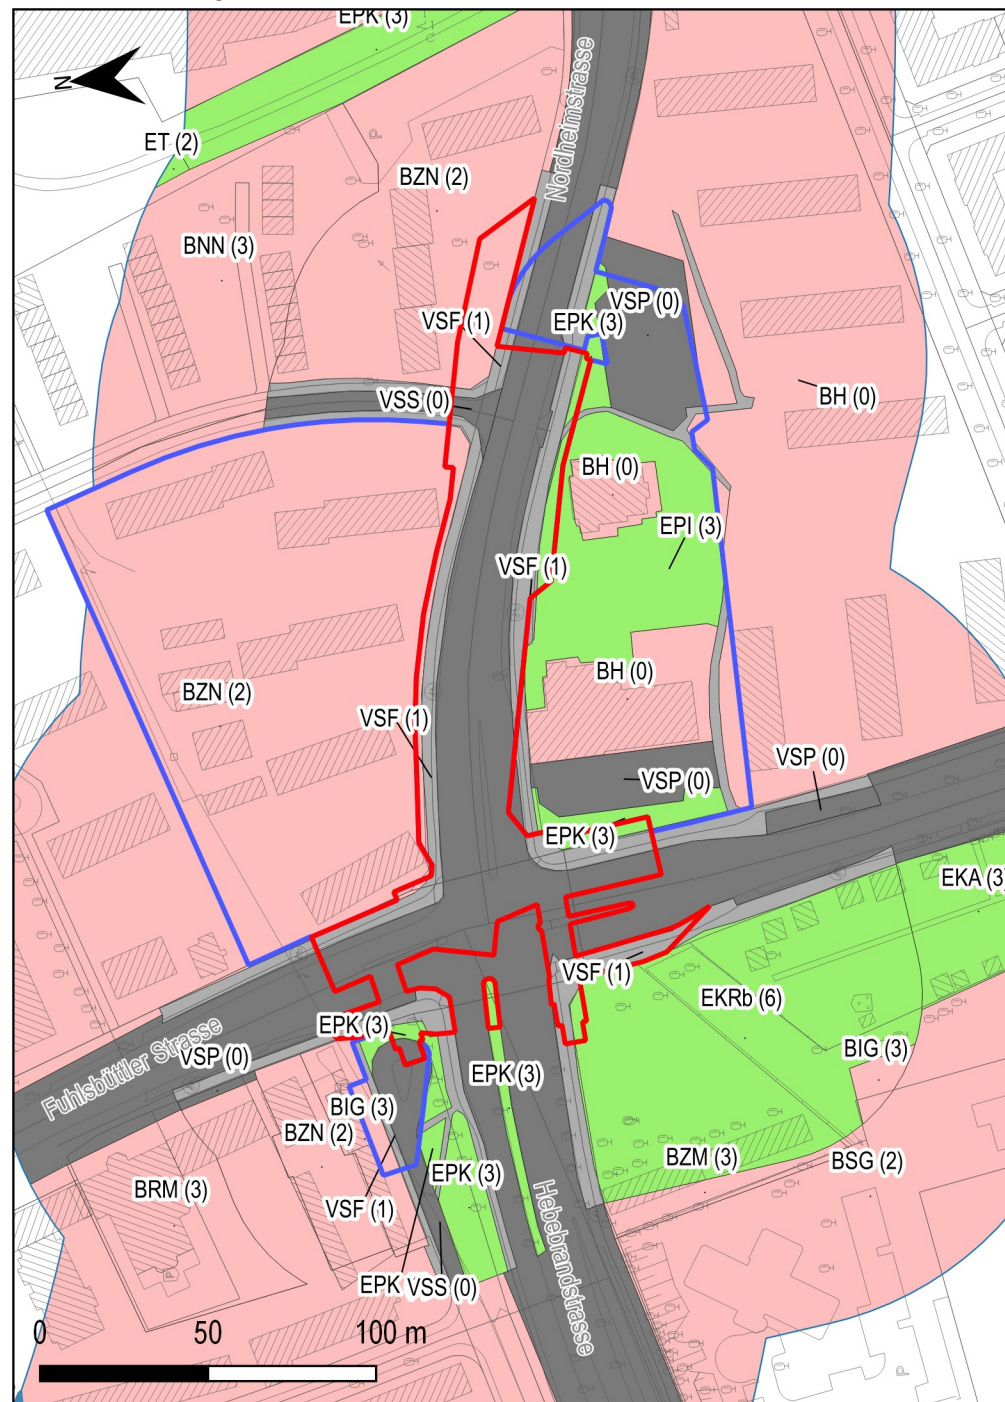 EPK (3)
N
ET (2)
P
BZN (2)
Nordheimstrasse
BNN (3)
VSP (0)
VSF (1)
EPK (3)
VSS (0)
BH (0)
BH (0)
EPI (3)
VSF (1)
BH (0)
BZN (2)
VSF (1)
VSP (0)
VSP (0)
EPK (3)
EKA (3)
VSF (1)
EKRb (6)
EPK (3)
Fuhlsbüttler Strasse
VSP (0)
BIG (3)
EPK (3)
BIG (3)
BZN (2)
BZM (3)
BSG (2)
EPK (3)
BRM (3)
VSF (1)
Hebebrandstrasse
P
EPK
VSS (0)
P
0 50 100 m